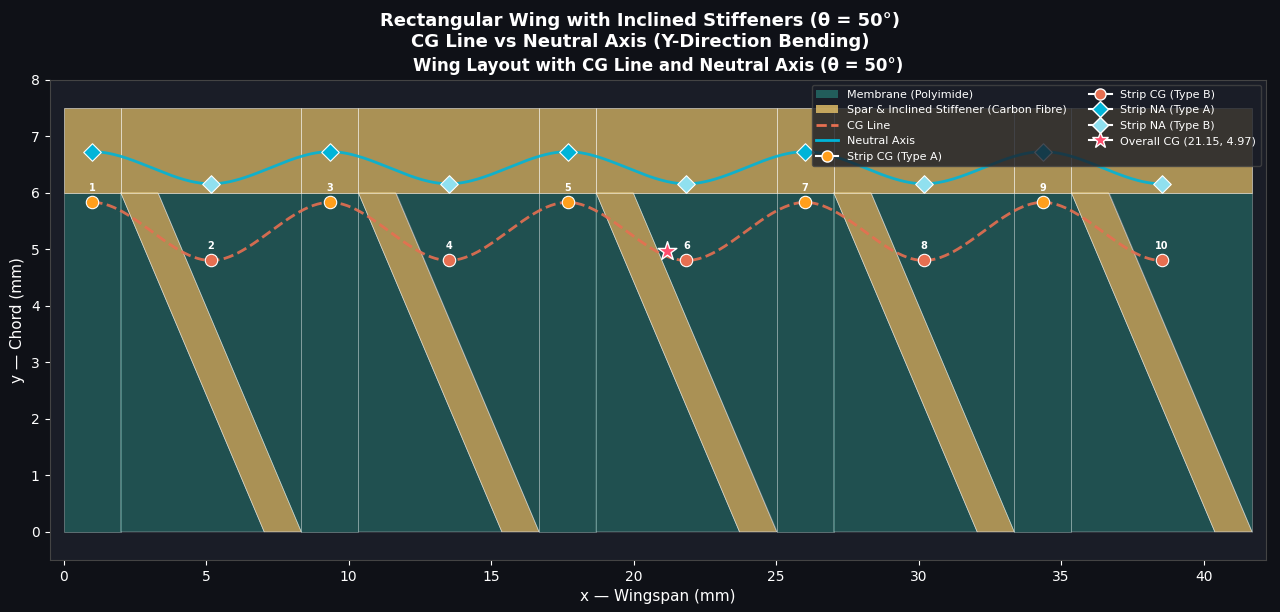 Rectangular Wing with Inclined Stiffeners (θ = 50°)
CG Line vs Neutral Axis (Y-Direction Bending)
Wing Layout with CG Line and Neutral Axis (θ = 50°)
Membrane (Polyimide)
Spar & Inclined Stiffener (Carbon Fibre)
CG Line
Neutral Axis
Strip CG (Type A)
Strip CG (Type B)
Strip NA (Type A)
Strip NA (Type B)
Overall CG (21.15, 4.97)
y — Chord (mm)
8
7
6
5
4
3
2
1
0
1
2
3
4
5
6
7
8
9
10
0
5
10
15
20
25
30
35
40
x — Wingspan (mm)